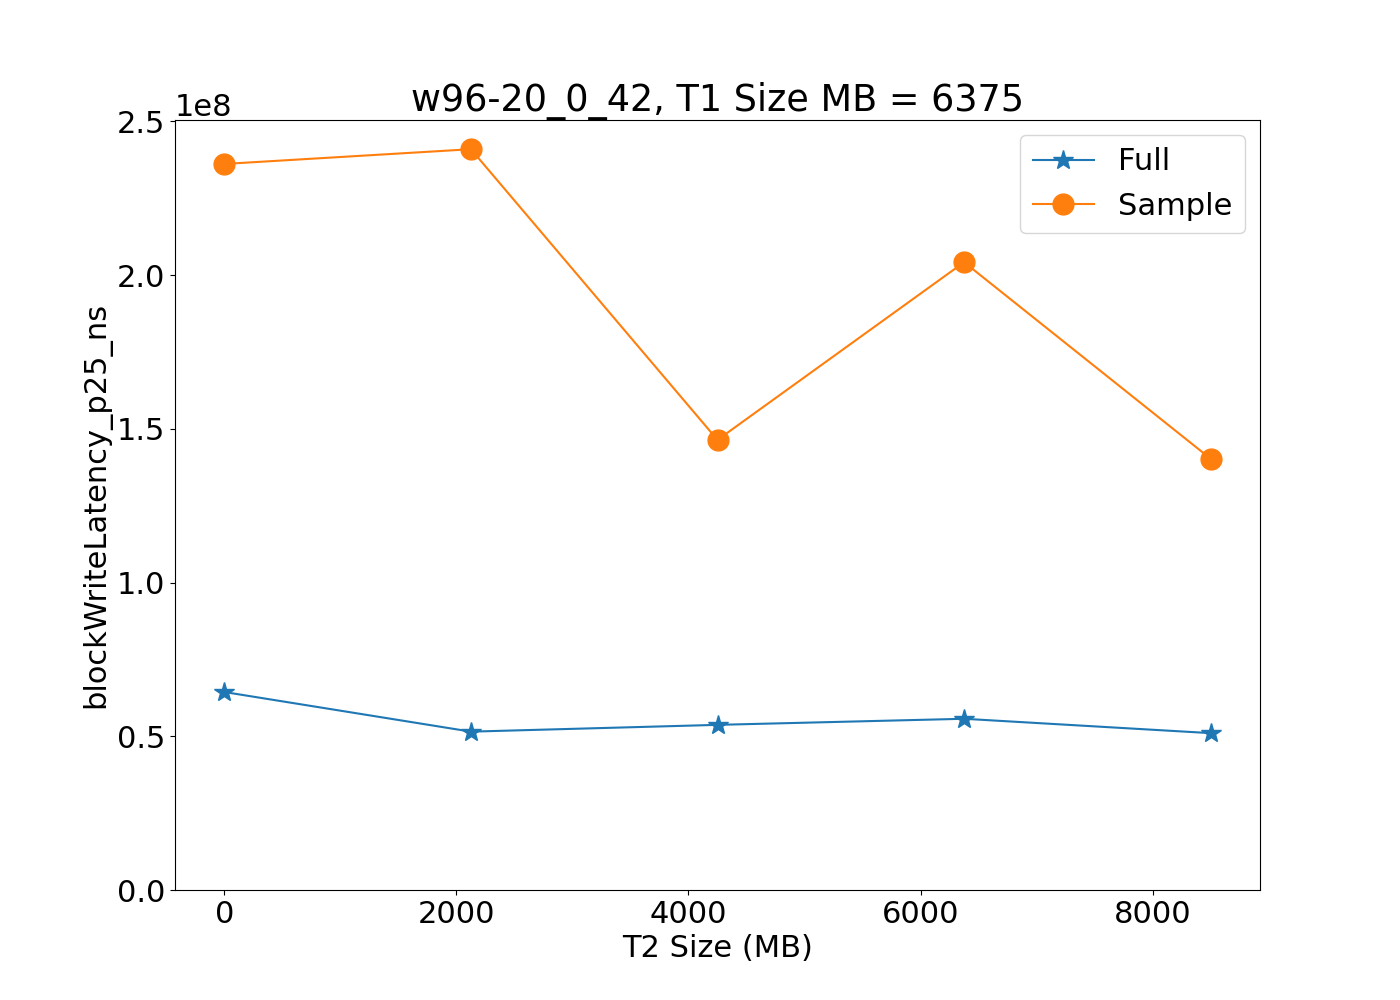 w96-20_0_42, T1 Size MB = 6375
1e8
2.5
2.0
1.5
1.0
0.5
0.0
blockWriteLatency_p25_ns
Full
Sample
0 2000 4000 6000 8000
T2 Size (MB)